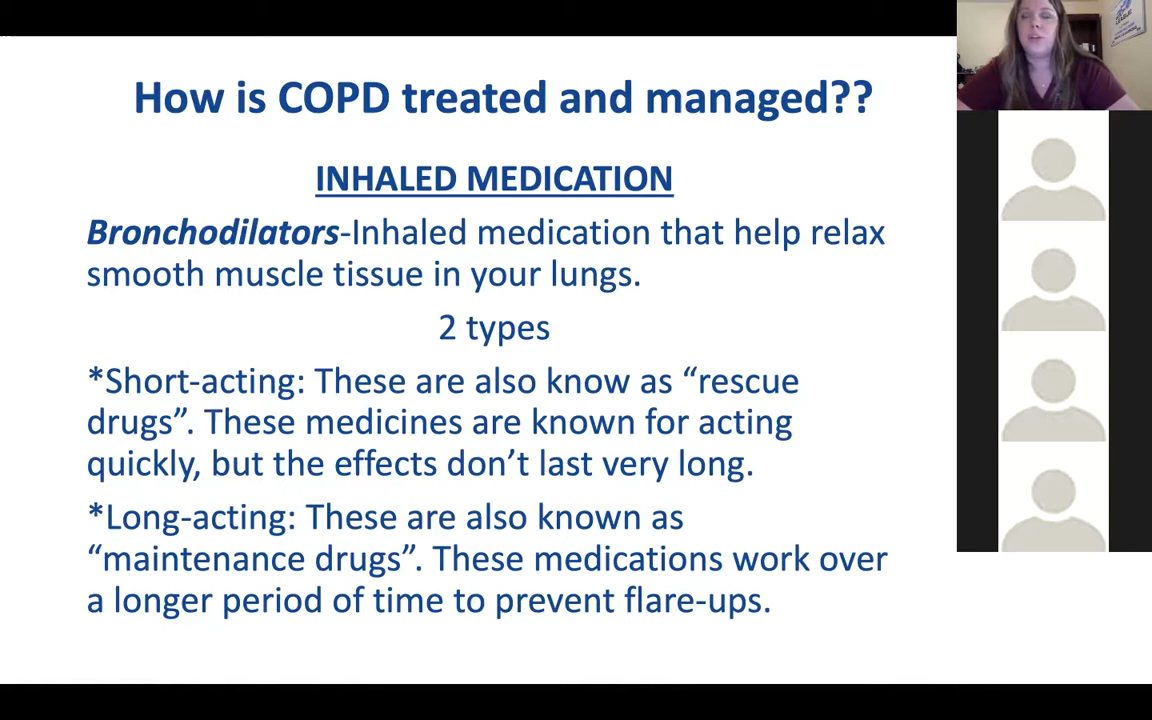 How is COPD treated and managed??
INHALED MEDICATION
Bronchodilators-Inhaled medication that help relax
smooth muscle tissue in your lungs.
2 types
*Short-acting: These are also know as “rescue
drugs”. These medicines are known for acting
quickly, but the effects don’t last very long.
*Long-acting: These are also known as
“maintenance drugs”. These medications work over
a longer period of time to prevent flare-ups.